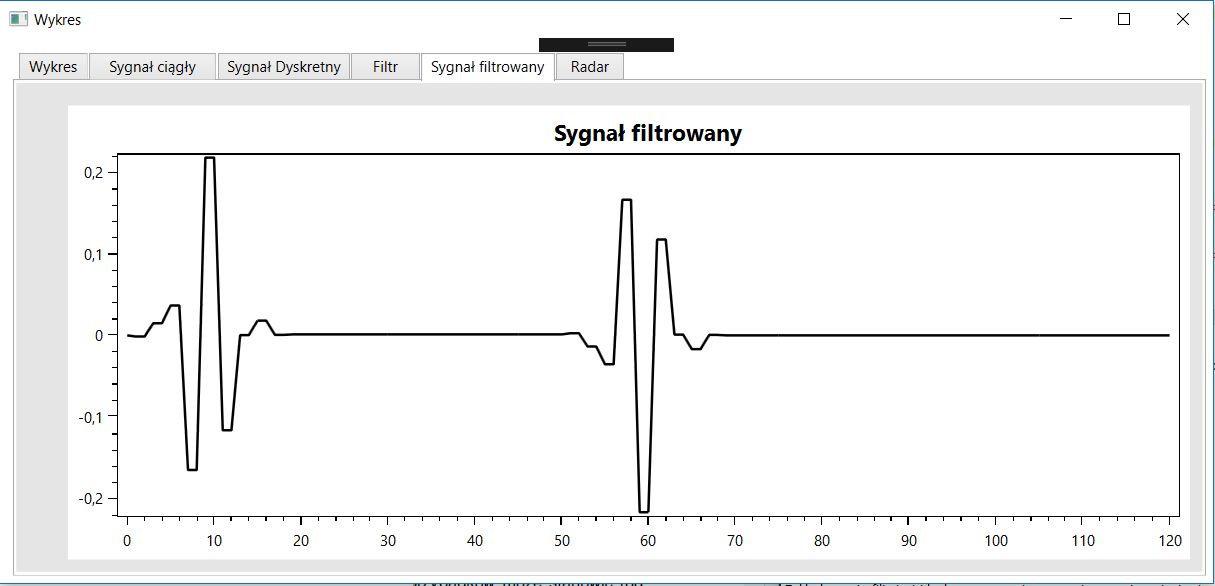 Wykres
Wykres Sygnał ciągły Sygnał Dyskretny Filtr Sygnał filtrowany Radar
Sygnał filtrowany
0,2
0,1
0
-0,1
-0,2
0 10 20 30 40 50 60 70 80 90 100 110 120